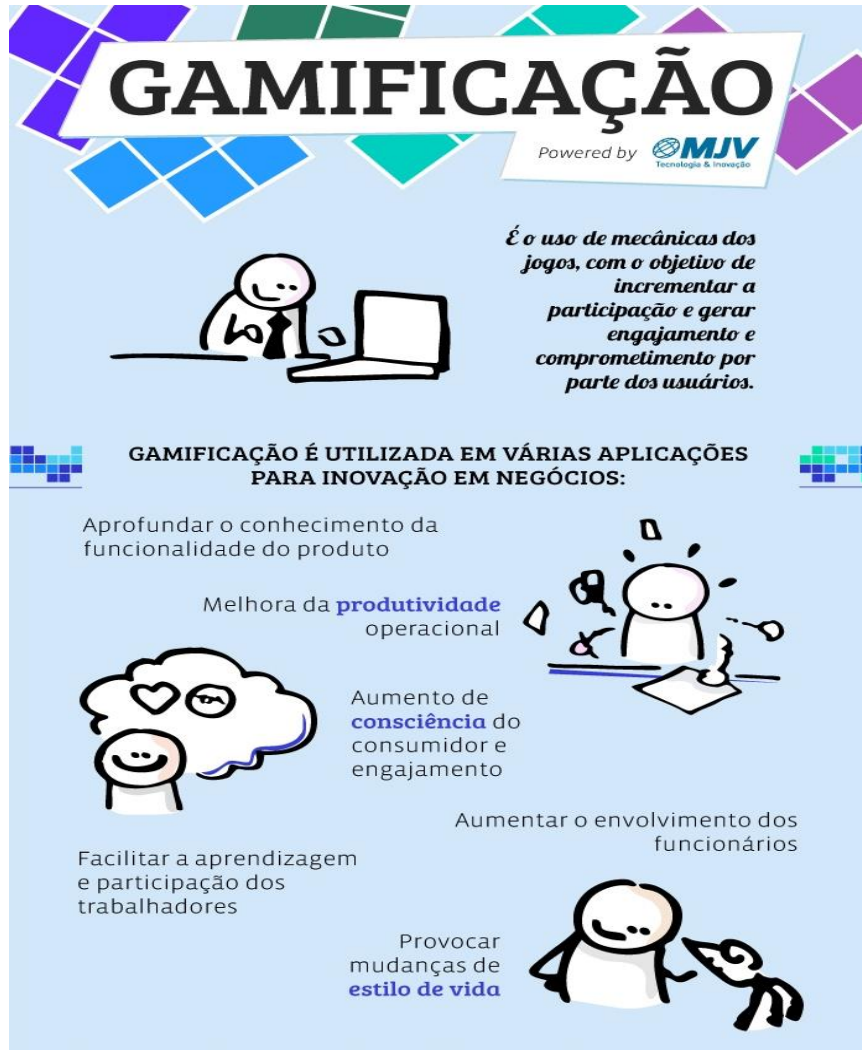 GAMIFICAÇÃO
Powered by MJV
Tecnologia & Inovação
É o uso de mecânicas dos
jogos, com o objetivo de
incrementar a
participação e gerar
engajamento e
comprometimento por
parte dos usuários.
GAMIFICAÇÃO É UTILIZADA EM VÁRIAS APLICAÇÕES
PARA INOVAÇÃO EM NEGÓCIOS:
Aprofundar o conhecimento da
funcionalidade do produto
Melhora da produtividade
operacional
Aumento de
consciência do
consumidor e
engajamento
Aumentar o envolvimento dos
funcionários
Facilitar a aprendizagem
e participação dos
trabalhadores
Provocar
mudanças de
estilo de vida